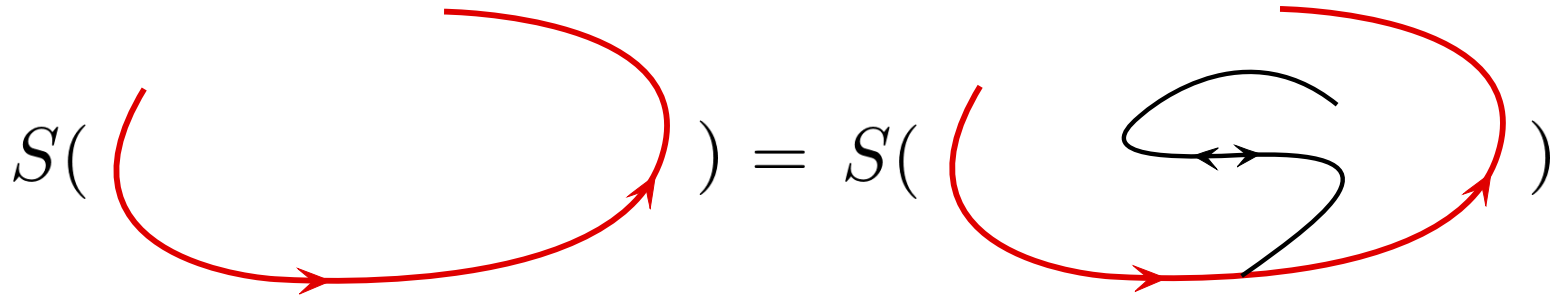 S( ) = S( )